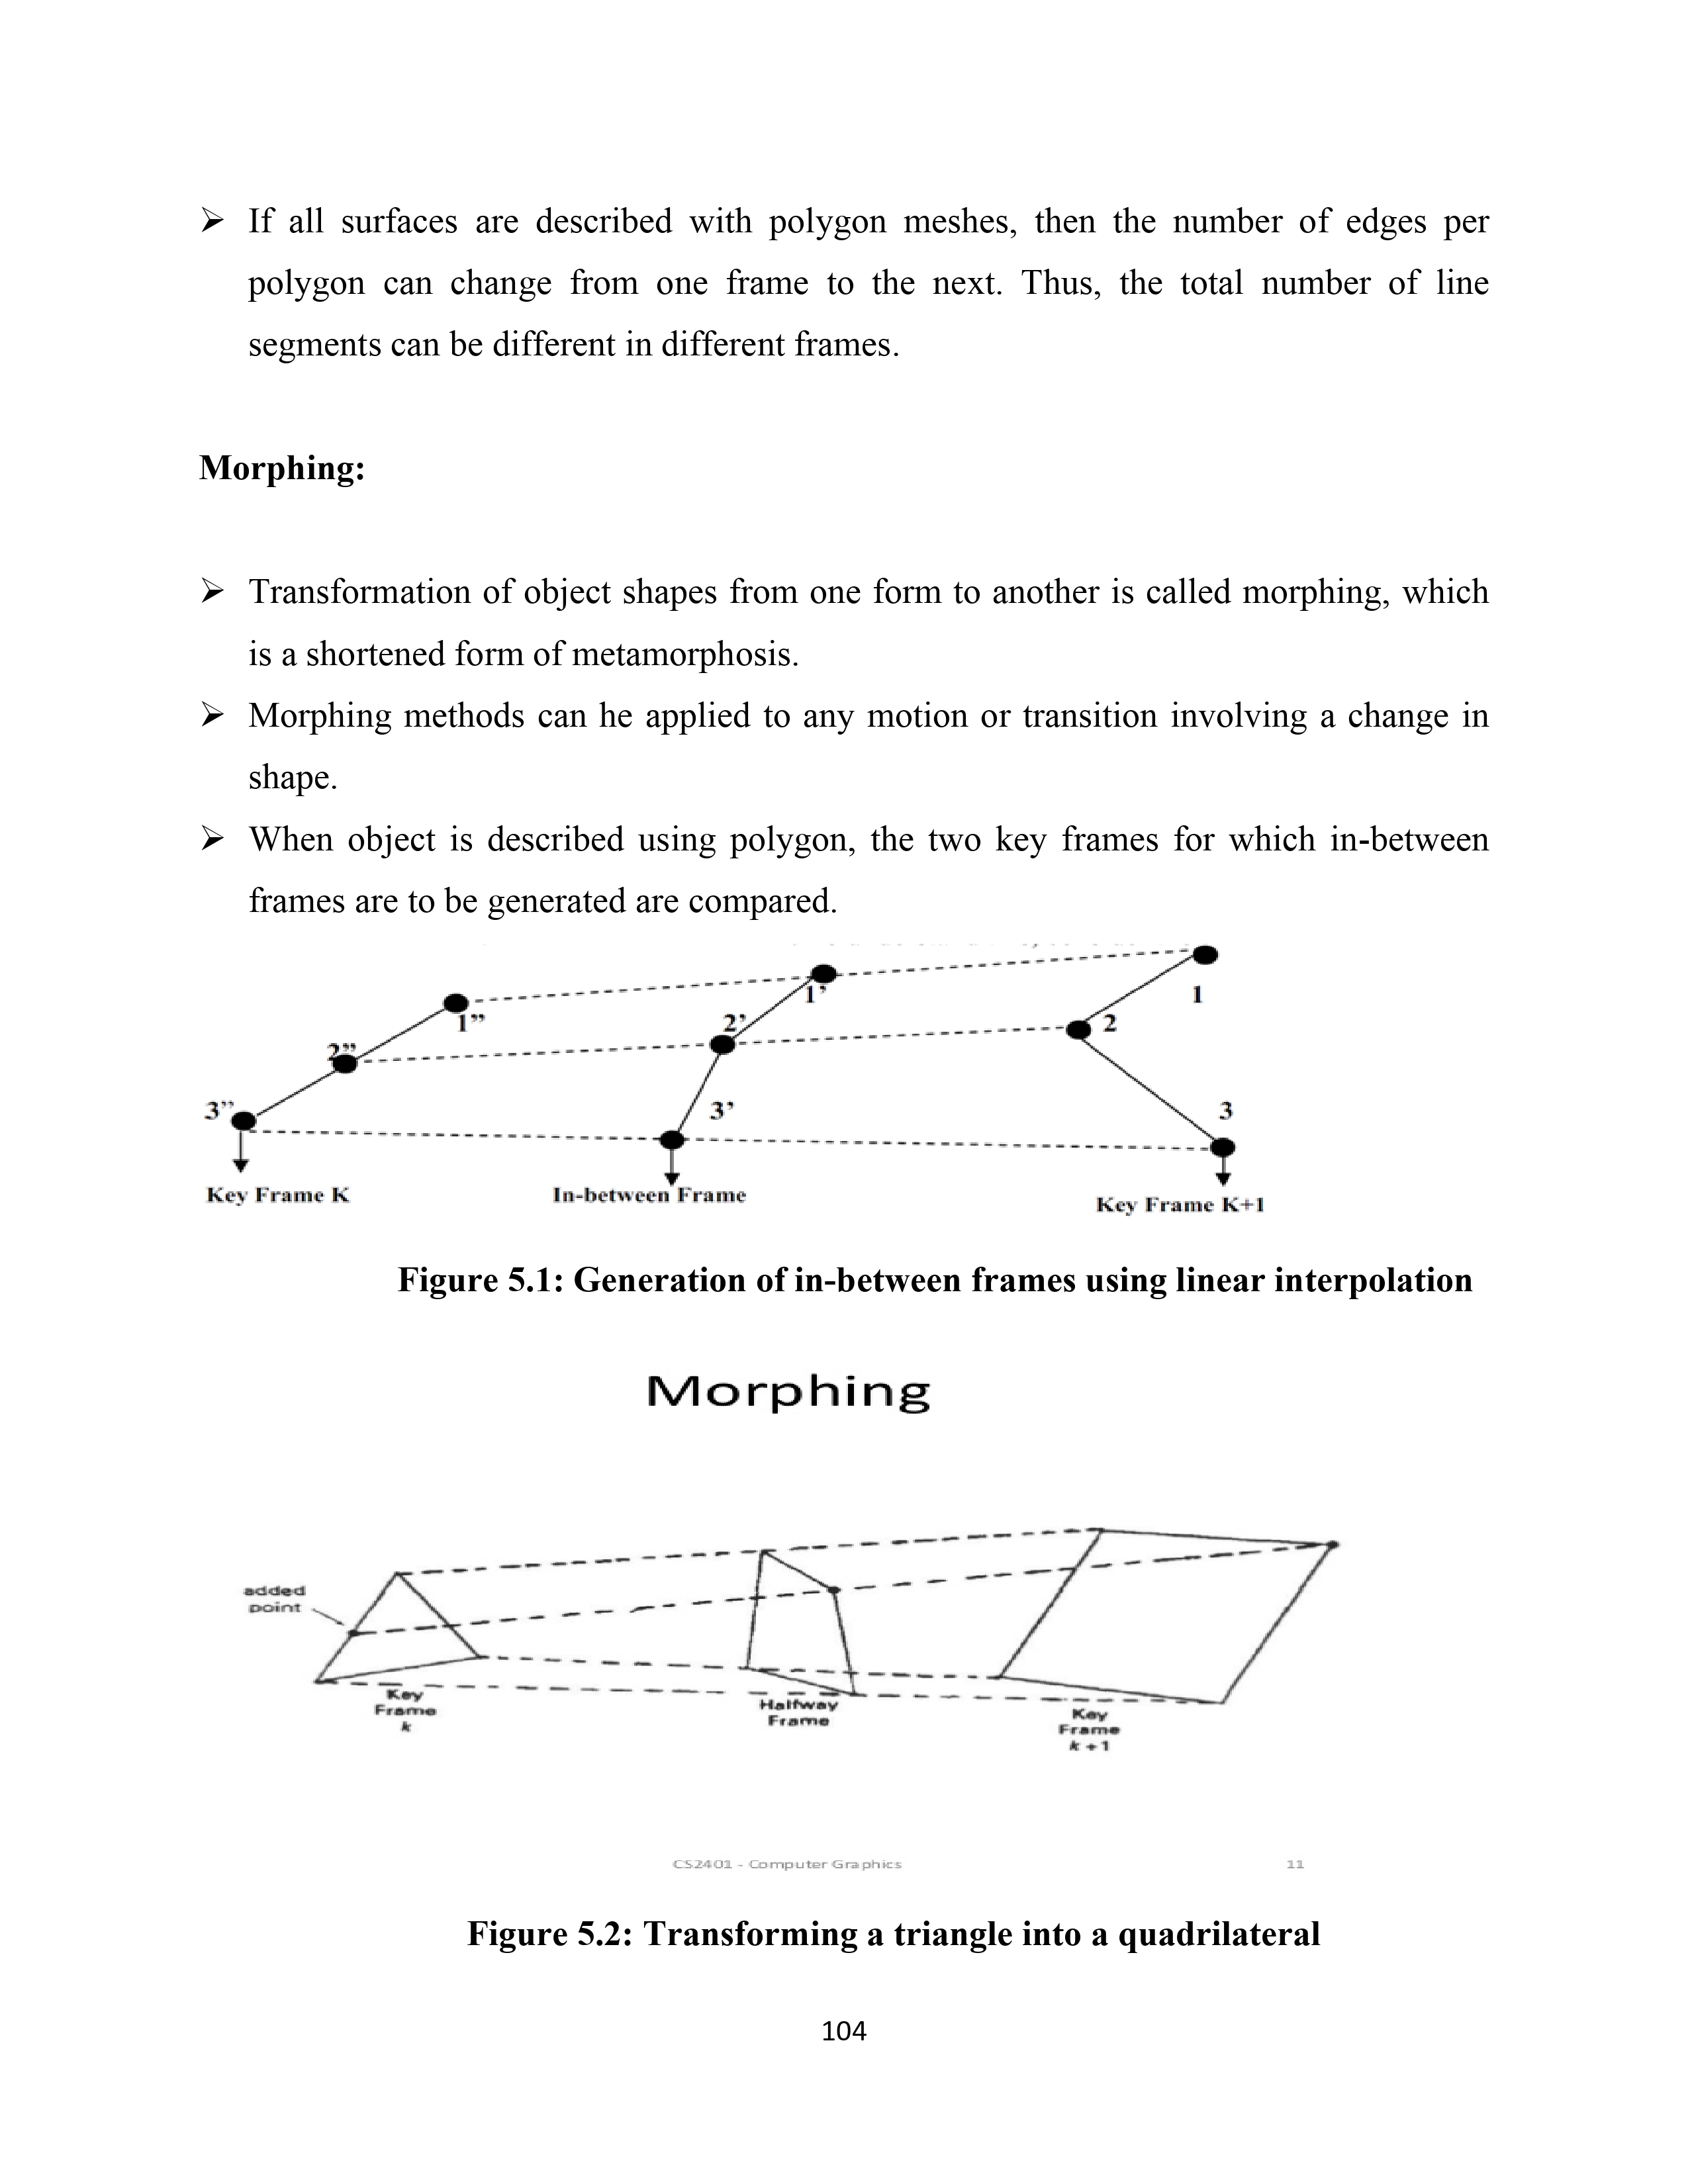 ➢ If all surfaces are described with polygon meshes, then the number of edges per
polygon can change from one frame to the next. Thus, the total number of line
segments can be different in different frames.
Morphing:
➢ Transformation of object shapes from one form to another is called morphing, which
is a shortened form of metamorphosis.
➢ Morphing methods can he applied to any motion or transition involving a change in
shape.
➢ When object is described using polygon, the two key frames for which in-between
frames are to be generated are compared.
1”
1’
1
2”
2’
2
3”
3’
3
Key Frame K
In-between Frame
Key Frame K+1
Figure 5.1: Generation of in-between frames using linear interpolation
Morphing
added
point
Key
Frame
k
Halfway
Frame
Key
Frame
k + 1
CS2401 - Computer Graphics
11
Figure 5.2: Transforming a triangle into a quadrilateral
104